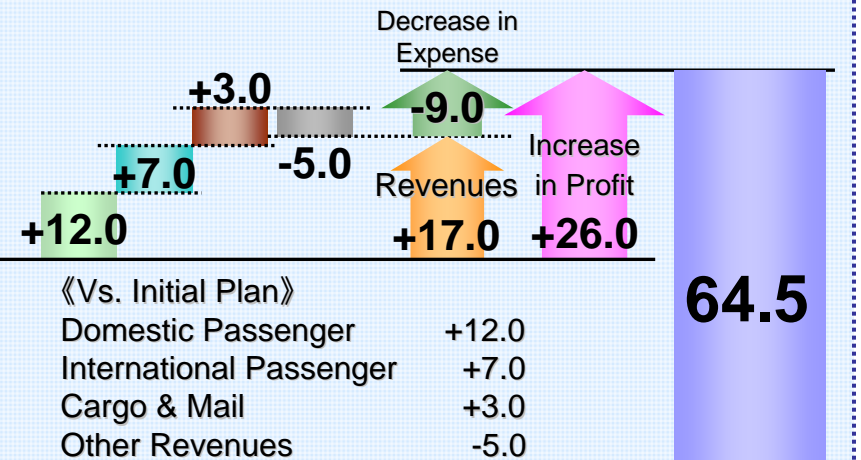 Decrease in
Expense
+3.0
-9.0
+7.0
-5.0
Increase
Revenues
in Profit
+12.0
+17.0
+26.0
64.5
《Vs. Initial Plan》
Domestic Passenger +12.0
International Passenger +7.0
Cargo & Mail +3.0
Other Revenues -5.0